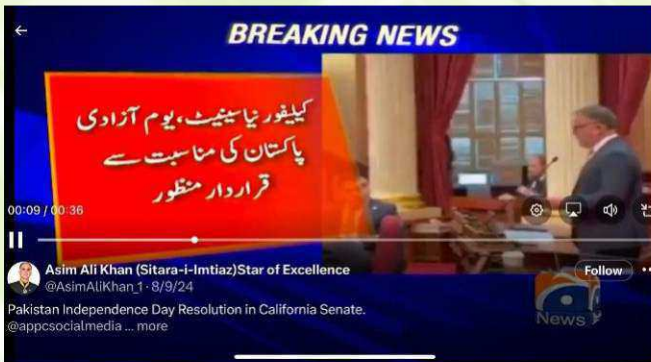 BREAKING NEWS
کیلیفورنیا سینیٹ، یوم آزادی
پاکستان کی مناسبت سے
قرارداد منظور
00:09 / 00:36
Asim Ali Khan (Sitara-i-Imtiaz)Star of Excellence
@AsimAliKhan_1·8/9/24
Follow
Pakistan Independence Day Resolution in California Senate.
@appcsocialmedia ... more
News